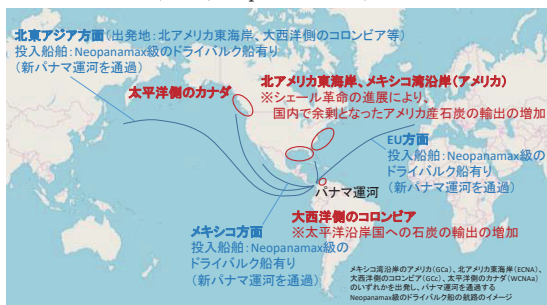 北東アジア方面(出発地:北アメリカ東海岸、大西洋側のコロンビア等)
投入船舶:Neopanamax級のドライバルク船有り
(新パナマ運河を通過)
太平洋側のカナダ
北アメリカ東海岸、メキシコ湾沿岸(アメリカ)
※シェール革命の進展により、
国内で余剰となったアメリカ産石炭の輸出の増加
EU方面
投入船舶:Neopanamax級の
ドライバルク船有り
(新パナマ運河を通過)
パナマ運河
大西洋側のコロンビア
※太平洋沿岸国への石炭の輸出の増加
メキシコ方面
投入船舶:Neopanamax級の
ドライバルク船有り
(新パナマ運河を通過)
メキシコ湾沿岸のアメリカ(GCa)、北アメリカ東海岸(ECNA)、
大西洋側のコロンビア(GCc)、太平洋側のカナダ(WCNAa)
のいずれかを出発し、パナマ運河を通過する
Neopanamax級のドライバルク船の航路のイメージ